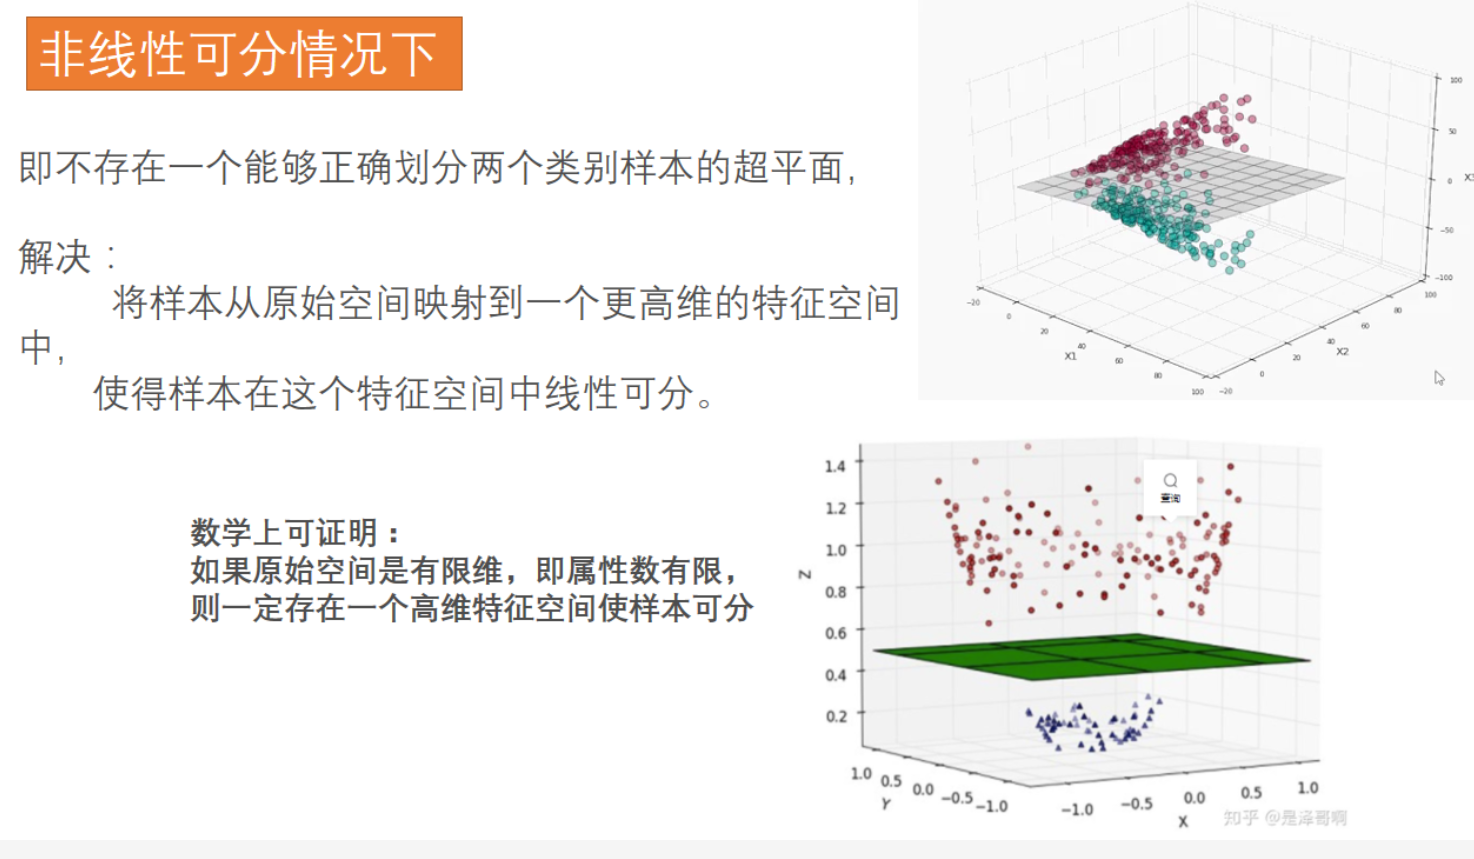 非线性可分情况下
即不存在一个能够正确划分两个类别样本的超平面，
解决：
将样本从原始空间映射到一个更高维的特征空间
中，
使得样本在这个特征空间中线性可分。
数学上可证明：
如果原始空间是有限维，即属性数有限，
则一定存在一个高维特征空间使样本可分
100
50
0
X3
-50
-100
-20
0
20
40
60
80
100
X1
-20
0
20
40
60
80
100
X2
1.4
1.2
1.0
0.8
0.6
0.4
0.2
Z
查询
1.0 0.5 0.0 −0.5 −1.0
Y
−1.0 −0.5 0.0 0.5 1.0
X
知乎 @是泽哥啊